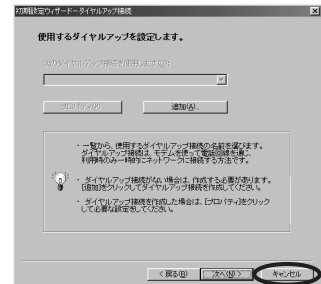 初期設定ウィザードーダイヤルアップ接続
使用するダイヤルアップを設定します。
次のダイヤルアップ接続を使用します(Q):
プロパティ(P)...
追加(A)...
・一覧から、使用するダイヤルアップ接続の名前を選びます。
ダイヤルアップ接続は、モデムを使って電話回線を通じ、
利用時のみ一時的にネットワークに接続する方法です。
・ダイヤルアップ接続がない場合は、作成する必要があります。
[追加]をクリックしてダイヤルアップ接続を作成してください。
・ダイヤルアップ接続を作成した場合は、[プロパティ]をクリック
して必要な設定をしてください。
< 戻る(B)
次へ(N) >
キャンセル